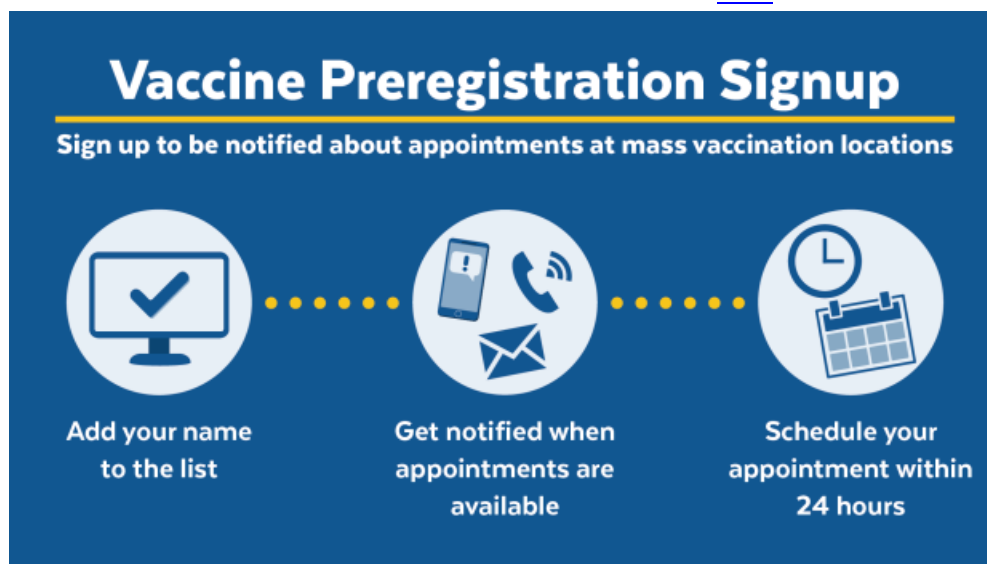 Vaccine Preregistration Signup
Sign up to be notified about appointments at mass vaccination locations
!
Add your name
to the list
Get notified when
appointments are
available
Schedule your
appointment within
24 hours